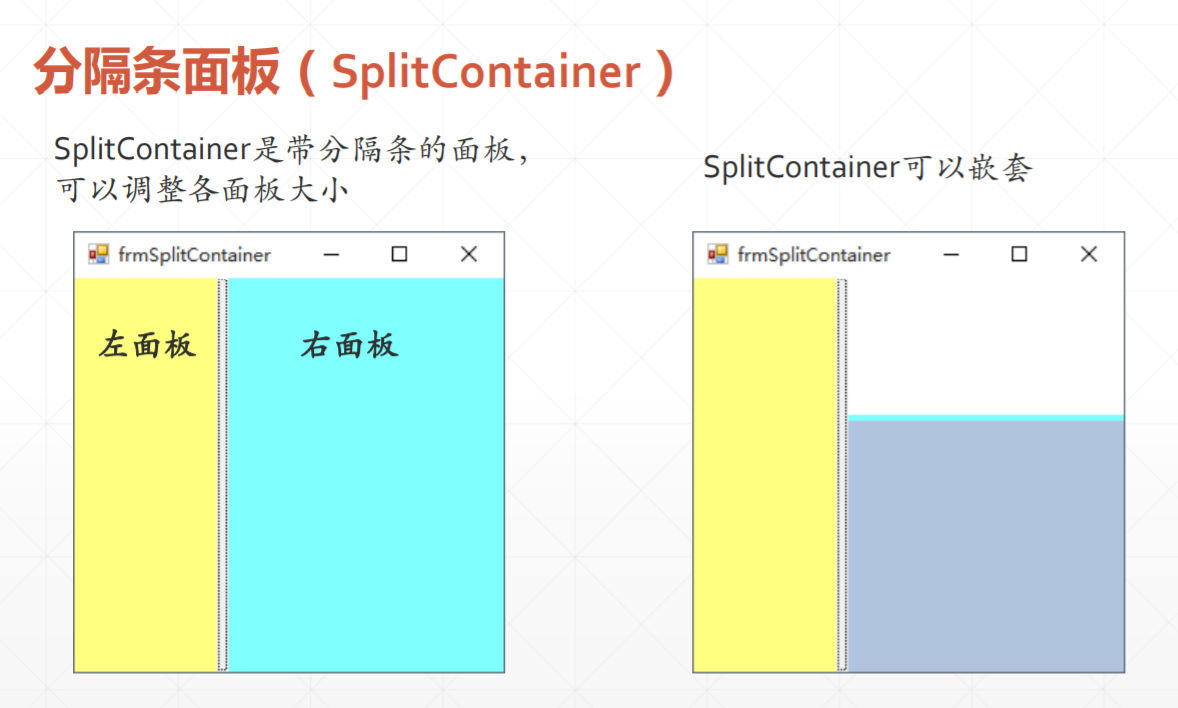 分隔条面板（SplitContainer）
SplitContainer是带分隔条的面板，
可以调整各面板大小
SplitContainer可以嵌套
frmSplitContainer
左面板
右面板
frmSplitContainer